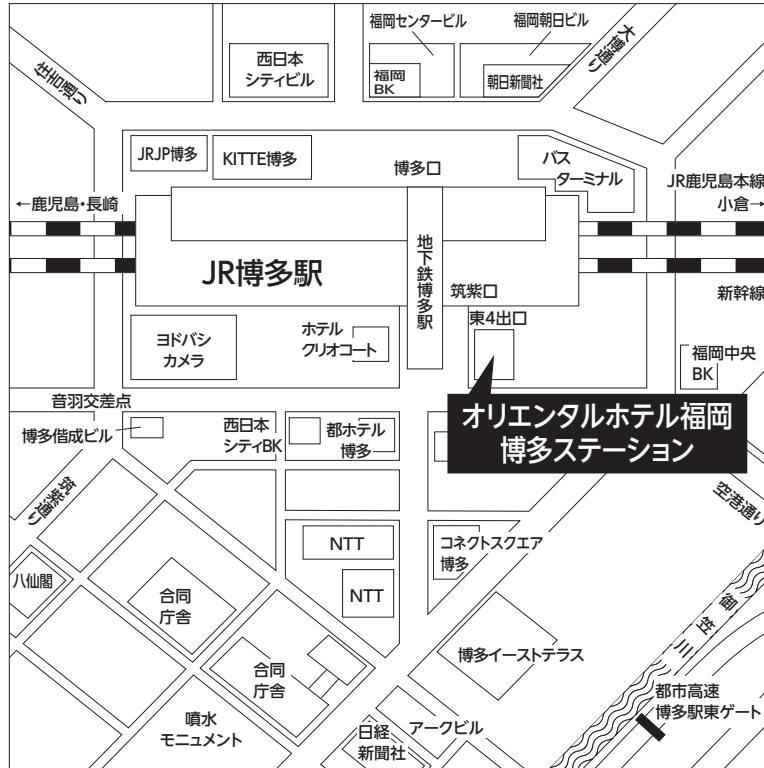 福岡センタービル
福岡朝日ビル
大博通り
住吉通り
西日本
シティビル
福岡
BK
朝日新聞社
JRJP博多
KITTE博多
博多口
バス
ターミナル
JR鹿児島本線
←鹿児島・長崎
小倉→
地下鉄博多駅
JR博多駅
筑紫口
新幹線
東4出口
ヨドバシ
カメラ
ホテル
クリオコート
福岡中央
BK
音羽交差点
オリエンタルホテル福岡
博多ステーション
博多偕成ビル
西日本
シティBK
都ホテル
博多
筑紫通り
空港通り
NTT
コネクトスクエア
博多
八仙閣
合同
庁舎
NTT
御笠川
合同
庁舎
博多イーストテラス
都市高速
博多駅東ゲート
噴水
モニュメント
日経
新聞社
アークビル